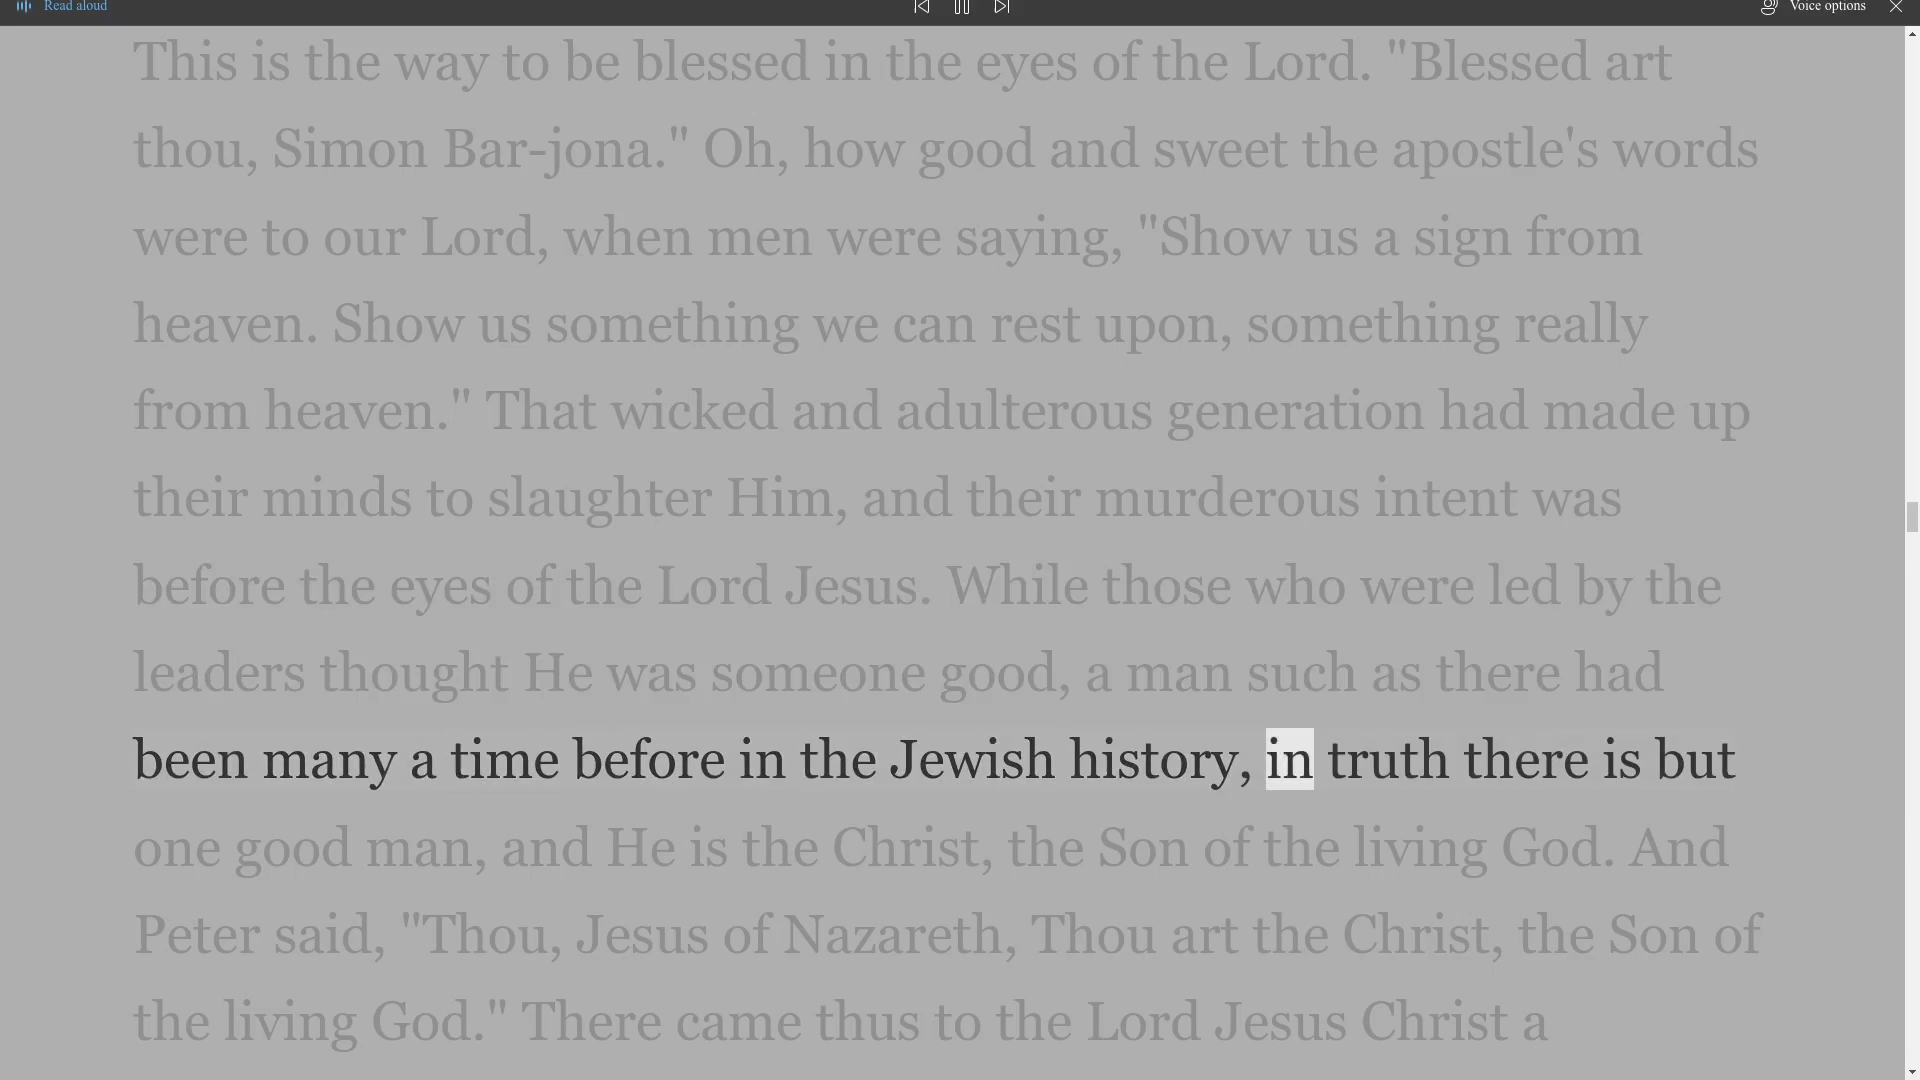 Read aloud
Voice options
This is the way to be blessed in the eyes of the Lord. "Blessed art
thou, Simon Bar-jona." Oh, how good and sweet the apostle's words
were to our Lord, when men were saying, "Show us a sign from
heaven. Show us something we can rest upon, something really
from heaven." That wicked and adulterous generation had made up
their minds to slaughter Him, and their murderous intent was
before the eyes of the Lord Jesus. While those who were led by the
leaders thought He was someone good, a man such as there had
been many a time before in the Jewish history, in truth there is but
one good man, and He is the Christ, the Son of the living God. And
Peter said, "Thou, Jesus of Nazareth, Thou art the Christ, the Son of
the living God." There came thus to the Lord Jesus Christ a